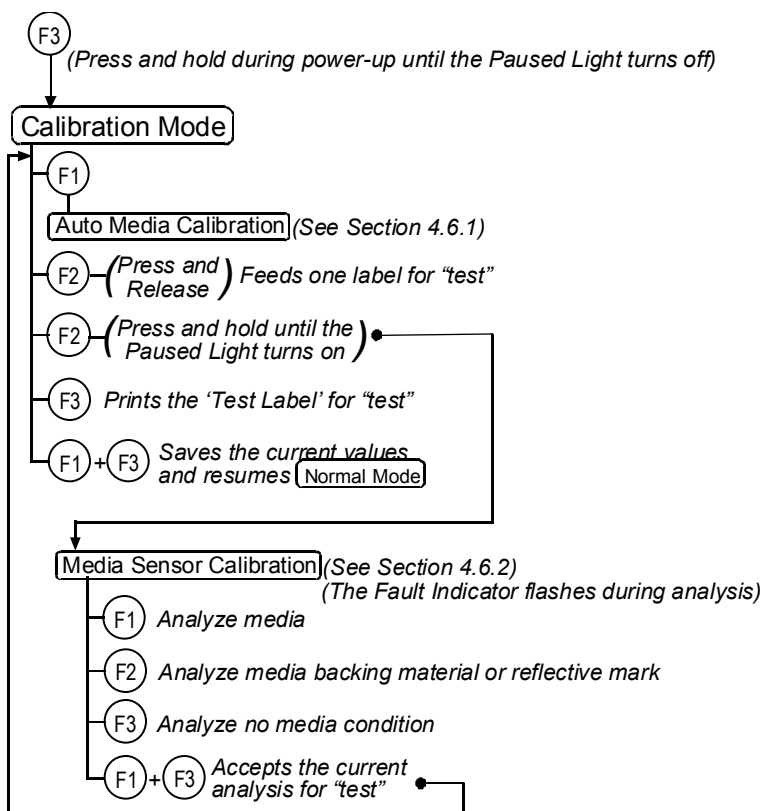 F3
(Press and hold during power-up until the Paused Light turns off)
Calibration Mode
F1
Auto Media Calibration (See Section 4.6.1)
F2 (Press and Release) Feeds one label for “test”
F2 (Press and hold until the Paused Light turns on)
F3 Prints the ‘Test Label’ for “test”
F1 + F3 Saves the current values
and resumes Normal Mode
Media Sensor Calibration (See Section 4.6.2)
(The Fault Indicator flashes during analysis)
F1 Analyze media
F2 Analyze media backing material or reflective mark
F3 Analyze no media condition
F1 + F3 Accepts the current
analysis for “test”